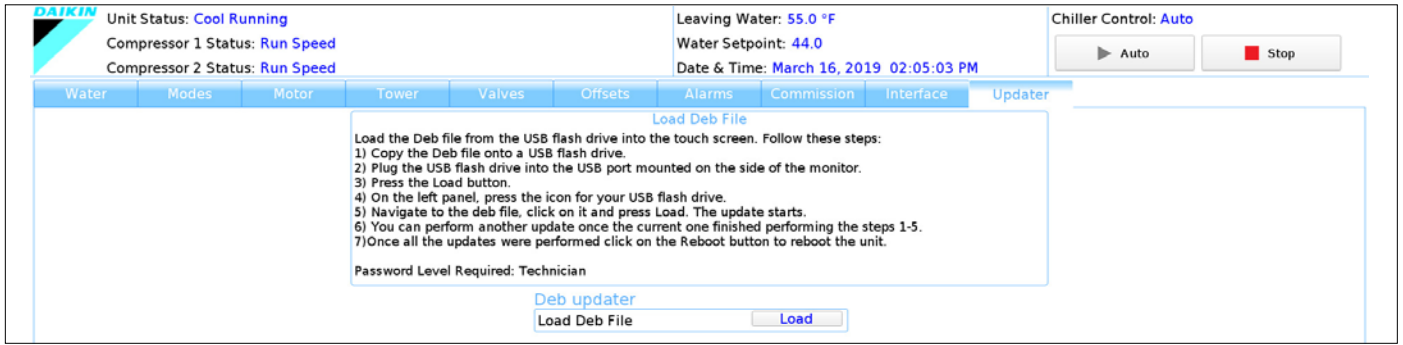 DAIKIN
Unit Status: Cool Running
Compressor 1 Status: Run Speed
Compressor 2 Status: Run Speed
Leaving Water: 55.0 °F
Water Setpoint: 44.0
Date & Time: March 16, 2019 02:05:03 PM
Chiller Control: Auto
Auto Stop
Water Modes Motor Tower Valves Offsets Alarms Commission Interface Updater
Load Deb File
Load the Deb file from the USB flash drive into the touch screen. Follow these steps:
1) Copy the Deb file onto a USB flash drive.
2) Plug the USB flash drive into the USB port mounted on the side of the monitor.
3) Press the Load button.
4) On the left panel, press the icon for your USB flash drive.
5) Navigate to the deb file, click on it and press Load. The update starts.
6) You can perform another update once the current one finished performing the steps 1-5.
7)Once all the updates were performed click on the Reboot button to reboot the unit.
Password Level Required: Technician
Deb updater
Load Deb File Load